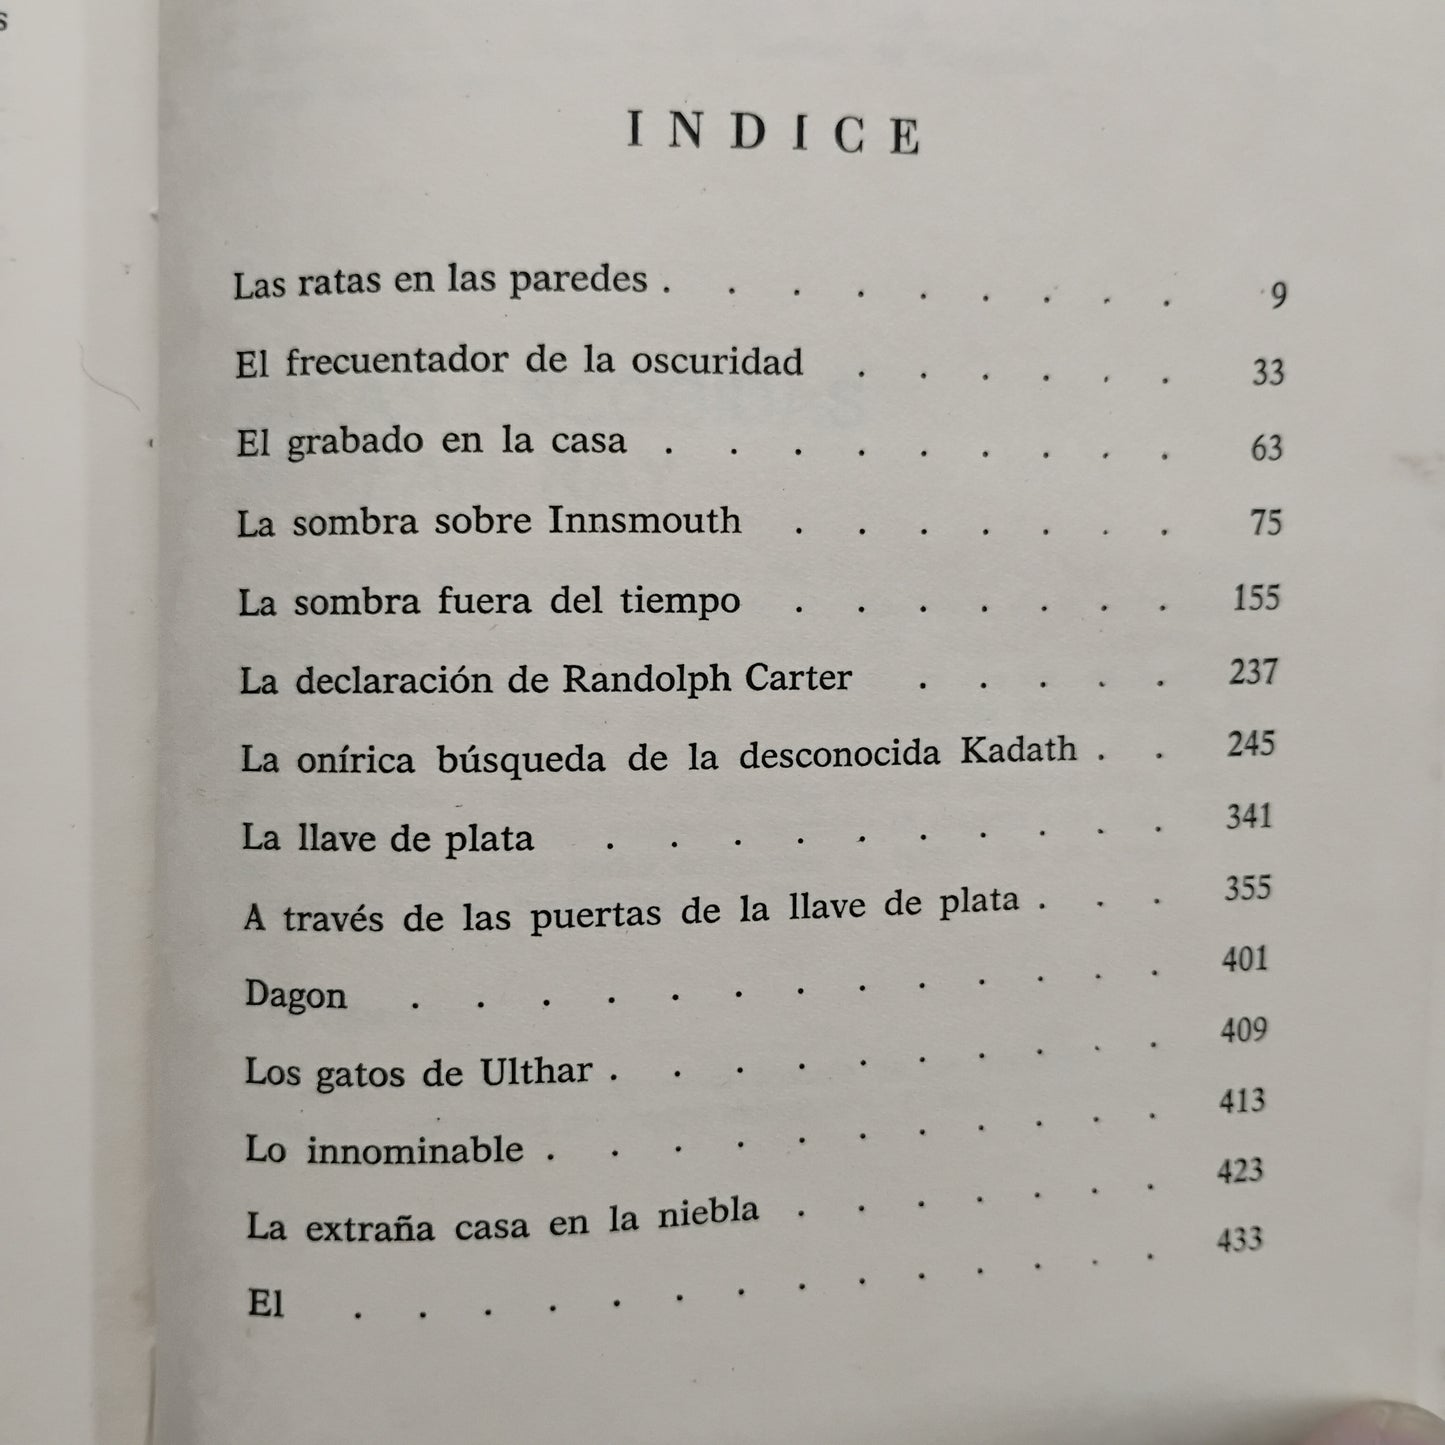 s
INDICE
Las ratas en las paredes . . . . . . . . . 9
El frecuentador de la oscuridad . . . . . . 33
El grabado en la casa . . . . . . . . . 63
La sombra sobre Innsmouth . . . . . . . 75
La sombra fuera del tiempo . . . . . . . 155
La declaración de Randolph Carter . . . . . 237
La onírica búsqueda de la desconocida Kadath . . 245
La llave de plata . . . . . . . . . . 341
A través de las puertas de la llave de plata . . . 355
Dagon . . . . . . . . . . . . . 401
Los gatos de Ulthar . . . . . . . . . . 409
Lo innominable . . . . . . . . . . . 413
La extraña casa en la niebla . . . . . . . 423
El . . . . . . . . . . . . . . 433